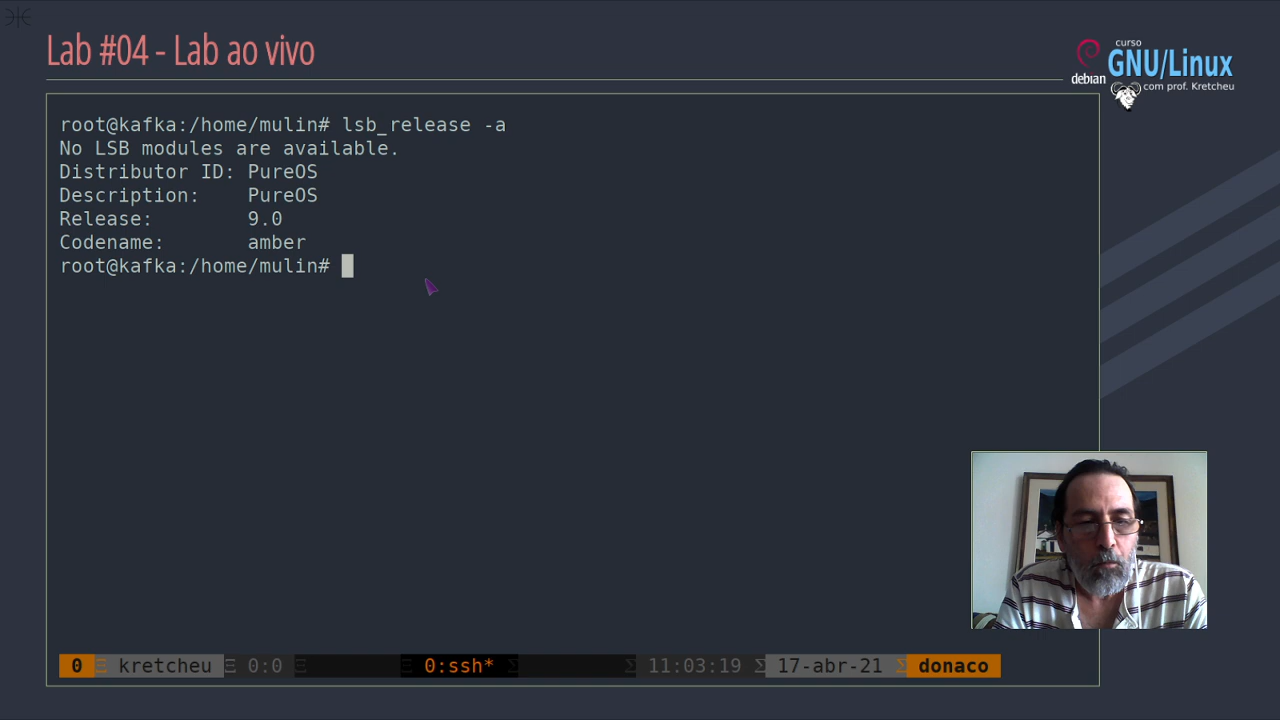 Lab #04 - Lab ao vivo
curso
GNU/Linux
debian
com prof. Kretcheu
root@kafka:/home/mulin# lsb_release -a
No LSB modules are available.
Distributor ID: PureOS
Description:    PureOS
Release:        9.0
Codename:       amber
root@kafka:/home/mulin#
0 Ξ kretcheu Ξ 0:0 Ξ 0:ssh* Σ Σ 11:03:19 Σ 17-abr-21 Σ donaco